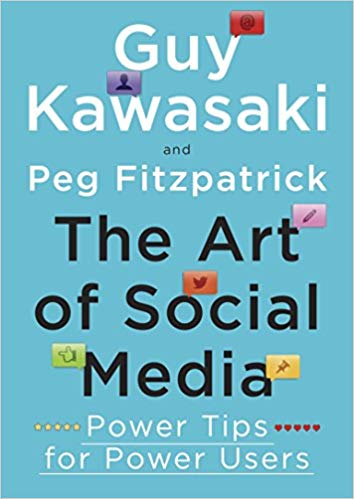 Guy
Kawasaki
and
Peg Fitzpatrick
The Art
of Social
Media
Power Tips
for Power Users